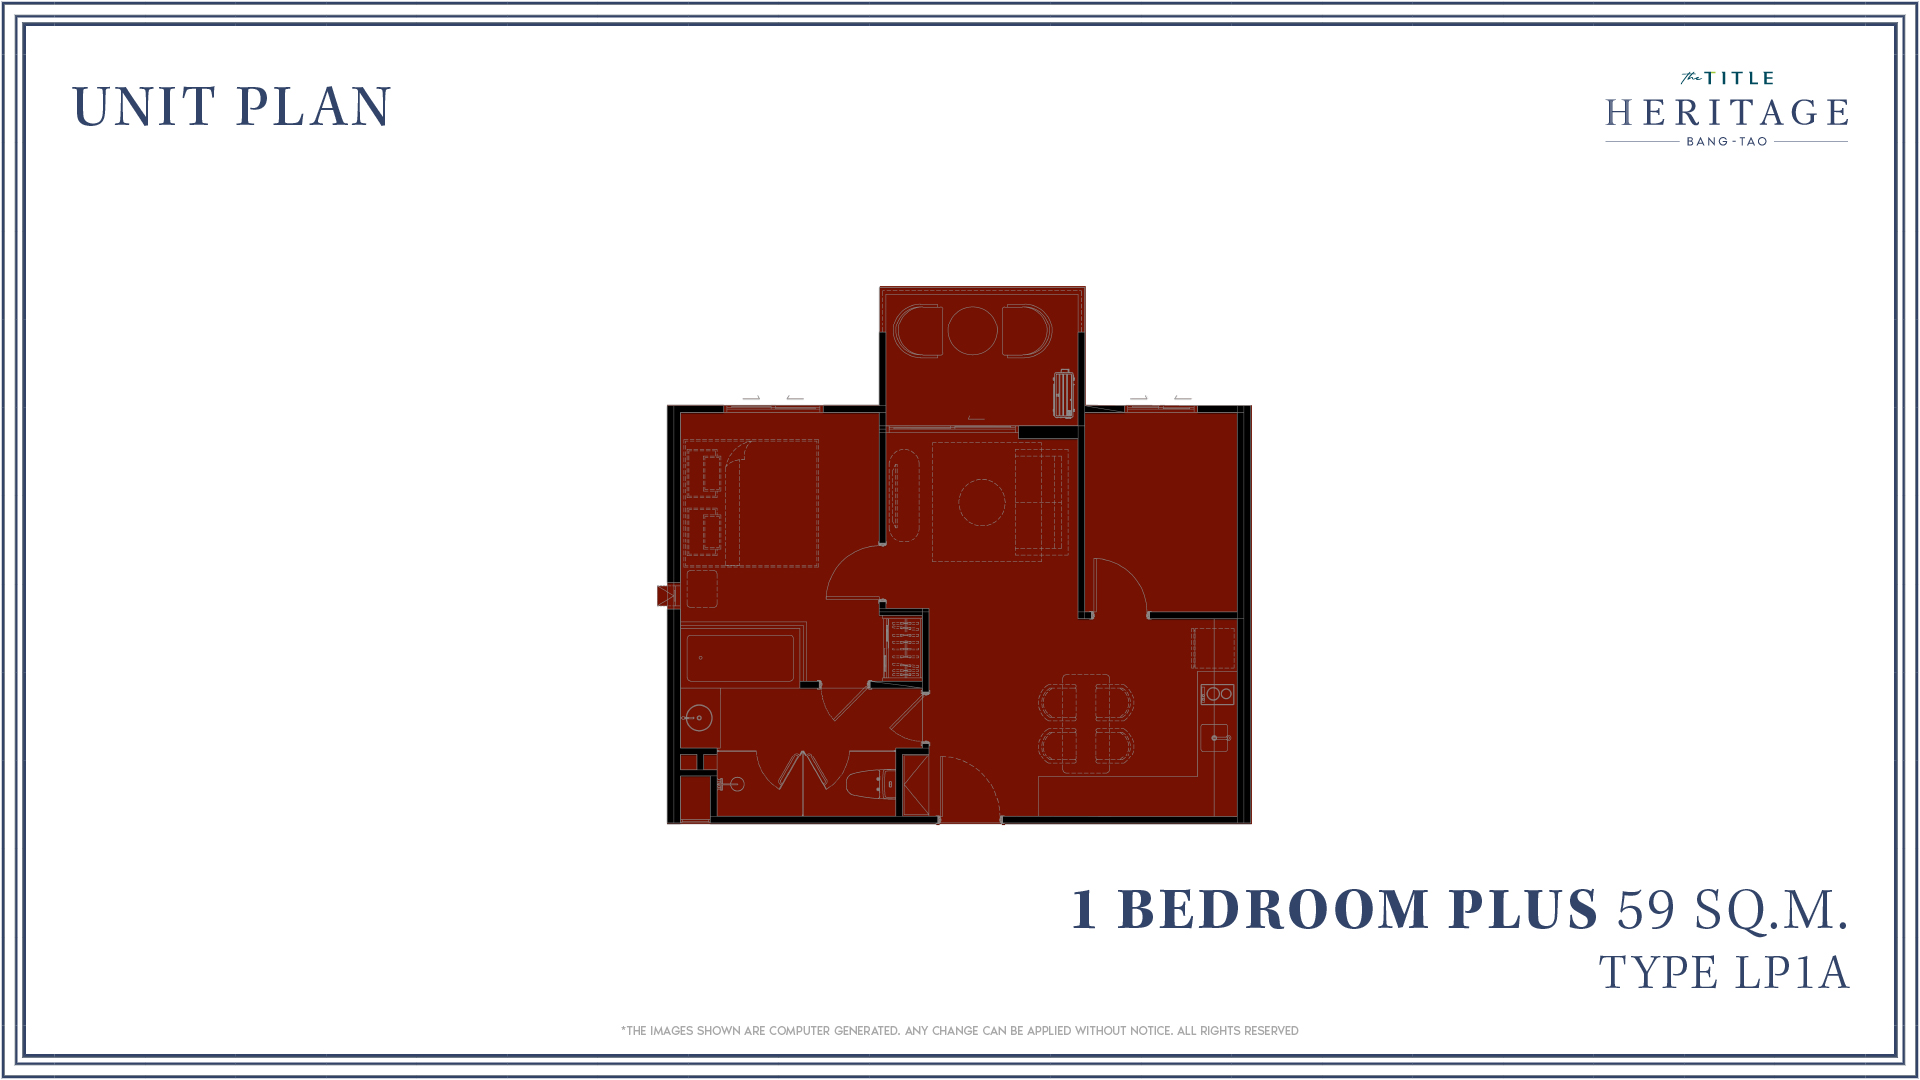 UNIT PLAN
the TITLE
HERITAGE
BANG-TAO
1 BEDROOM PLUS 59 SQ.M.
TYPE LP1A
*THE IMAGES SHOWN ARE COMPUTER GENERATED. ANY CHANGE CAN BE APPLIED WITHOUT NOTICE. ALL RIGHTS RESERVED